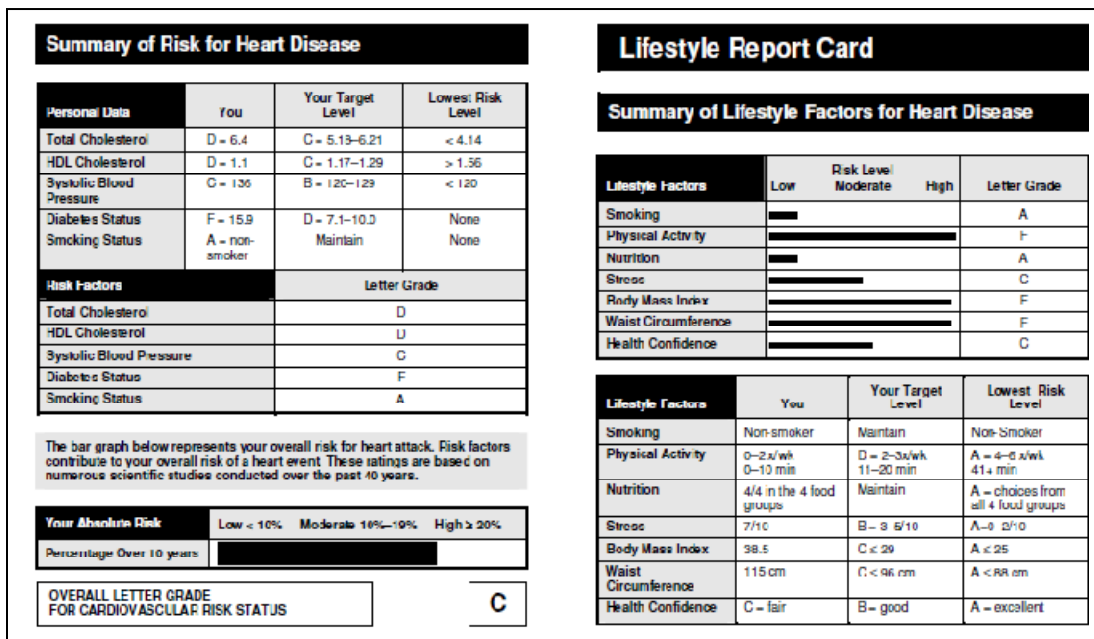 Summary of Risk for Heart Disease
Personal Data You Your Target Level Lowest Risk Level
Total Cholesterol D = 6.4 C = 5.18–6.21 < 4.14
HDL Cholesterol D = 1.1 C = 1.17–1.29 > 1.56
Systolic Blood Pressure C = 136 B = 120–129 < 120
Diabetes Status F = 15.9 D = 7.1–10.0 None
Smoking Status A = non-smoker Maintain None
Risk Factors Letter Grade
Total Cholesterol D
HDL Cholesterol D
Systolic Blood Pressure C
Diabetes Status F
Smoking Status A
The bar graph below represents your overall risk for heart attack. Risk factors
contribute to your overall risk of a heart event. These ratings are based on
numerous scientific studies conducted over the past 40 years.
Your Absolute Risk Low < 10% Moderate 10%–19% High ≥ 20%
Percentage Over 10 years
OVERALL LETTER GRADE
FOR CARDIOVASCULAR RISK STATUS C
Lifestyle Report Card
Summary of Lifestyle Factors for Heart Disease
Risk Level
Lifestyle Factors Low Moderate High Letter Grade
Smoking A
Physical Activity F
Nutrition A
Stress C
Body Mass Index F
Waist Circumference F
Health Confidence C
Lifestyle Factors You Your Target Level Lowest Risk Level
Smoking Non-smoker Maintain Non-Smoker
Physical Activity 0–2x/wk D = 2–3x/wk A = 4–6 x/wk
0–10 min 11–20 min 41+ min
Nutrition 4/4 in the 4 food groups Maintain A = choices from all 4 food groups
Stress 7/10 B= 3–5/10 A=0–2/10
Body Mass Index 38.5 C ≤ 29 A ≤ 25
Waist Circumference 115 cm C < 96 cm A < 88 cm
Health Confidence C = fair B= good A = excellent